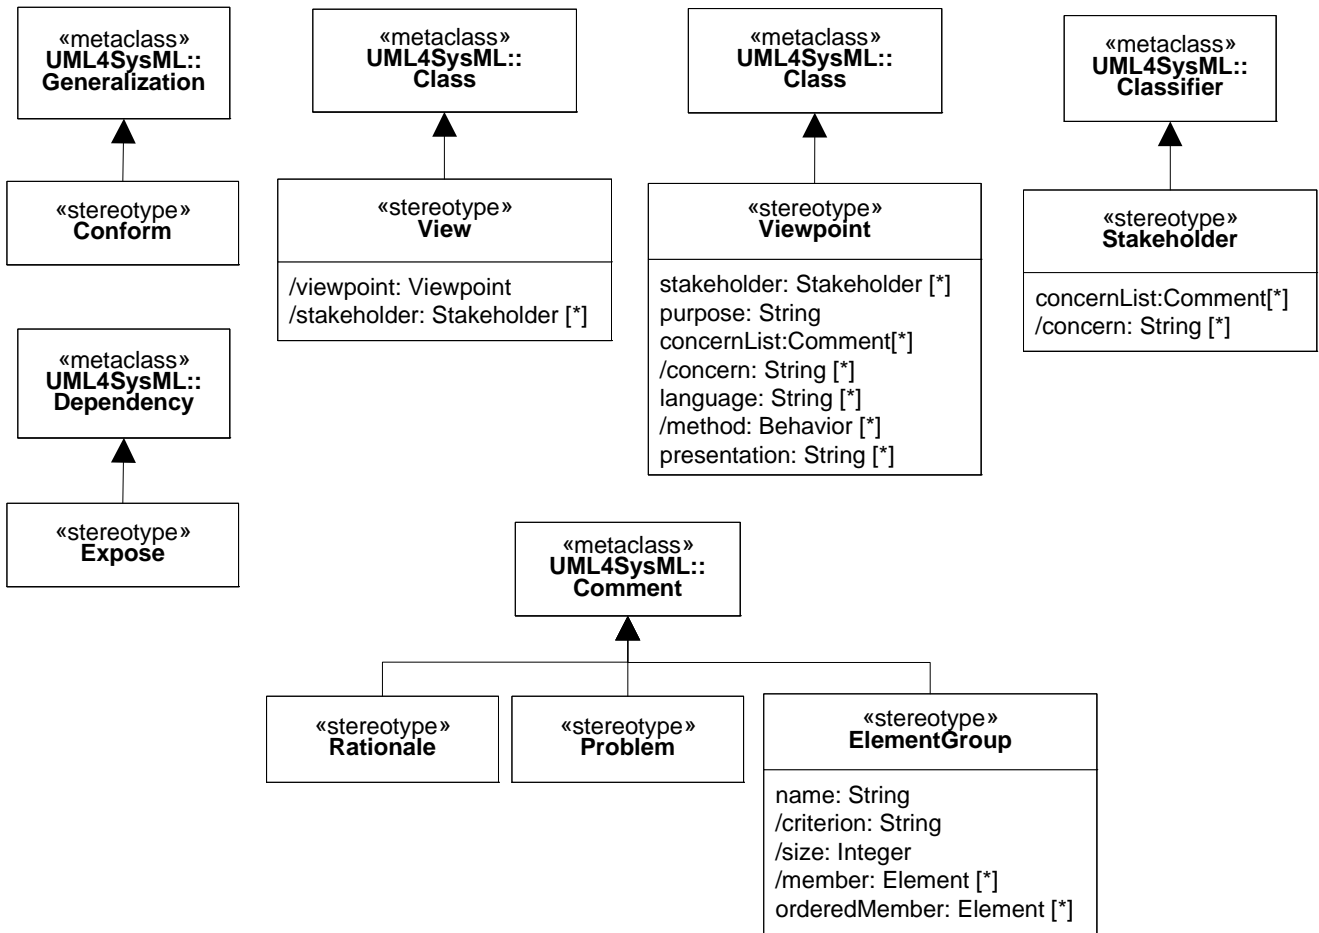 «metaclass»
UML4SysML::
Generalization
«metaclass»
UML4SysML::
Class
«metaclass»
UML4SysML::
Class
«metaclass»
UML4SysML::
Classifier
«stereotype»
Conform
«stereotype»
View
/viewpoint: Viewpoint
/stakeholder: Stakeholder [*]
«stereotype»
Viewpoint
stakeholder: Stakeholder [*]
purpose: String
concernList:Comment[*]
/concern: String [*]
language: String [*]
/method: Behavior [*]
presentation: String [*]
«stereotype»
Stakeholder
concernList:Comment[*]
/concern: String [*]
«metaclass»
UML4SysML::
Dependency
«stereotype»
Expose
«metaclass»
UML4SysML::
Comment
«stereotype»
Rationale
«stereotype»
Problem
«stereotype»
ElementGroup
name: String
/criterion: String
/size: Integer
/member: Element [*]
orderedMember: Element [*]